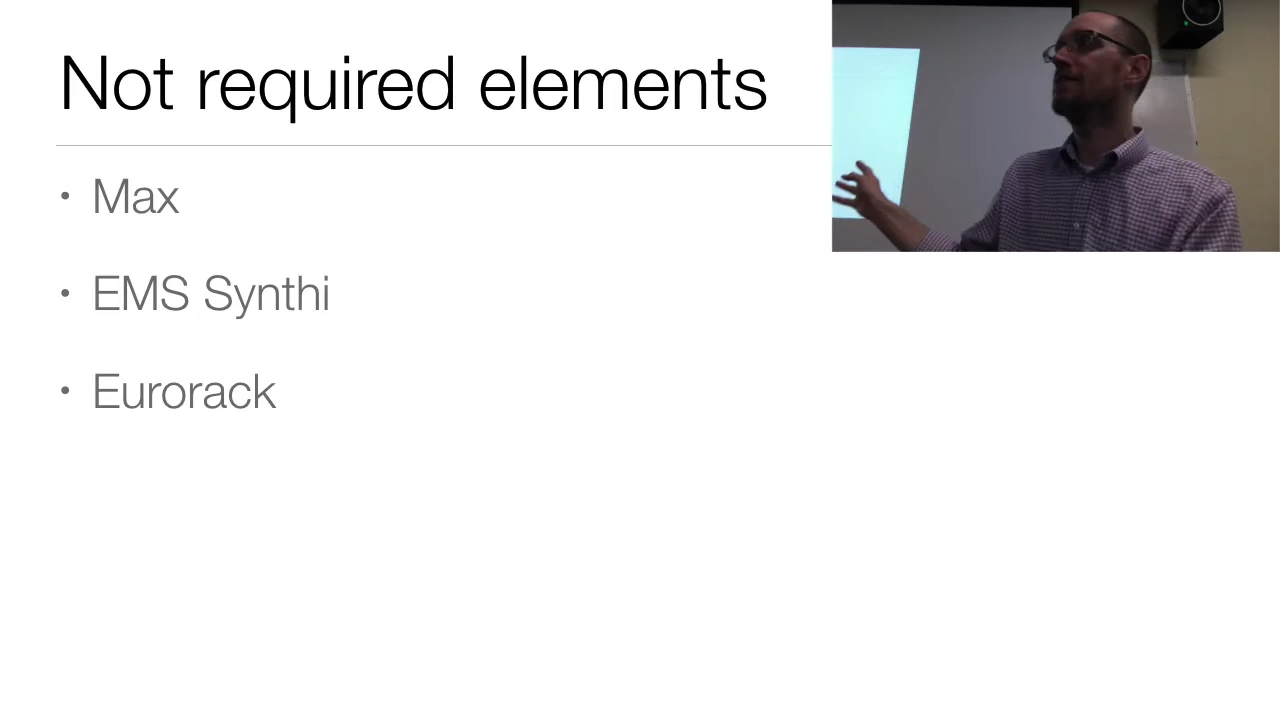 Not required elements
• Max
• EMS Synthi
• Eurorack